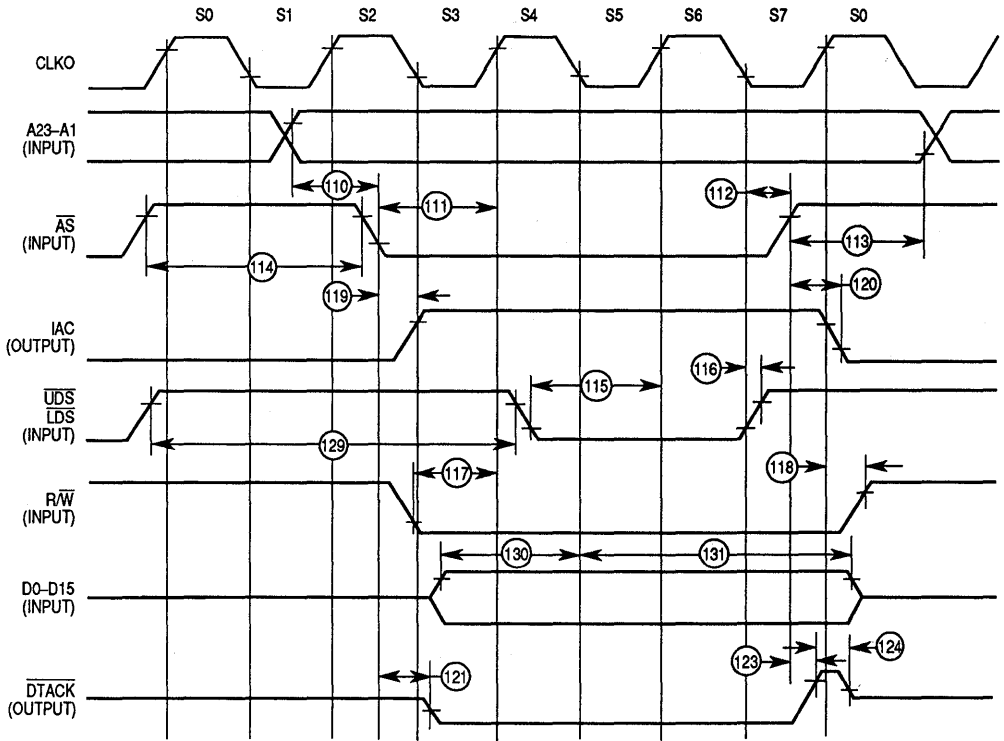 S0 S1 S2 S3 S4 S5 S6 S7 S0
CLKO
A23–A1
(INPUT)
110
111
112
AS
(INPUT)
113
114
119
120
IAC
(OUTPUT)
116
115
UDS
LDS
(INPUT)
129
117
118
R/W
(INPUT)
130
131
D0–D15
(INPUT)
124
123
121
DTACK
(OUTPUT)